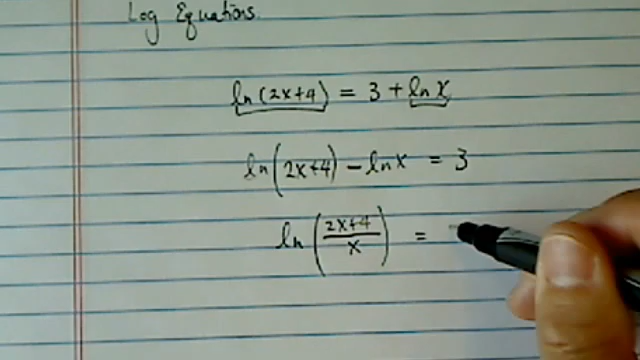 Log Equations.
ln(2x+4) = 3 + ln x
ln(2x+4) - ln x = 3
ln(2x+4/x) =